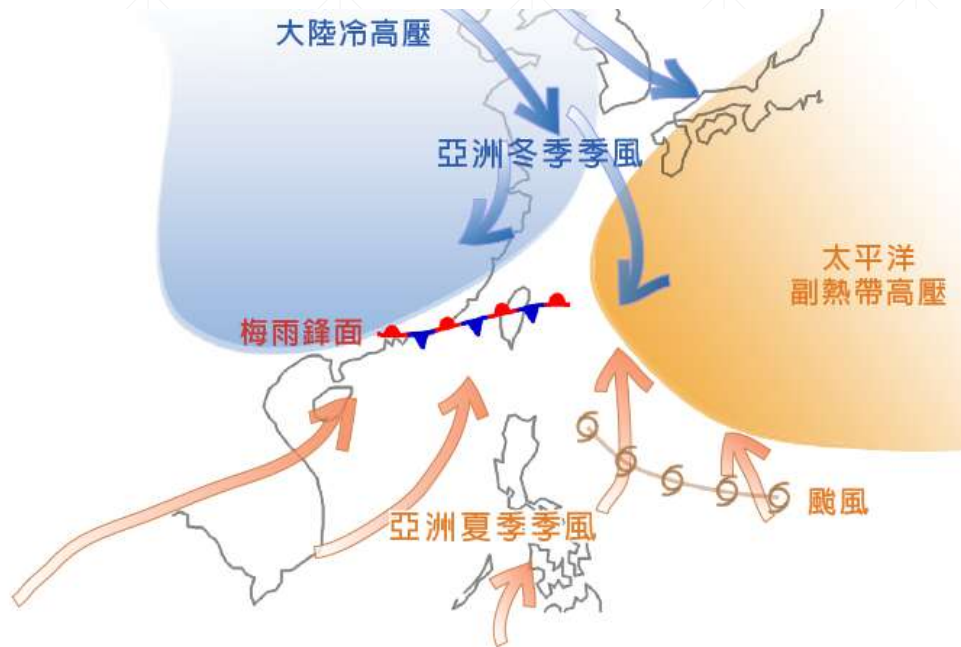 大陸冷高壓
亞洲冬季季風
太平洋
副熱帶高壓
梅雨鋒面
颱風
亞洲夏季季風